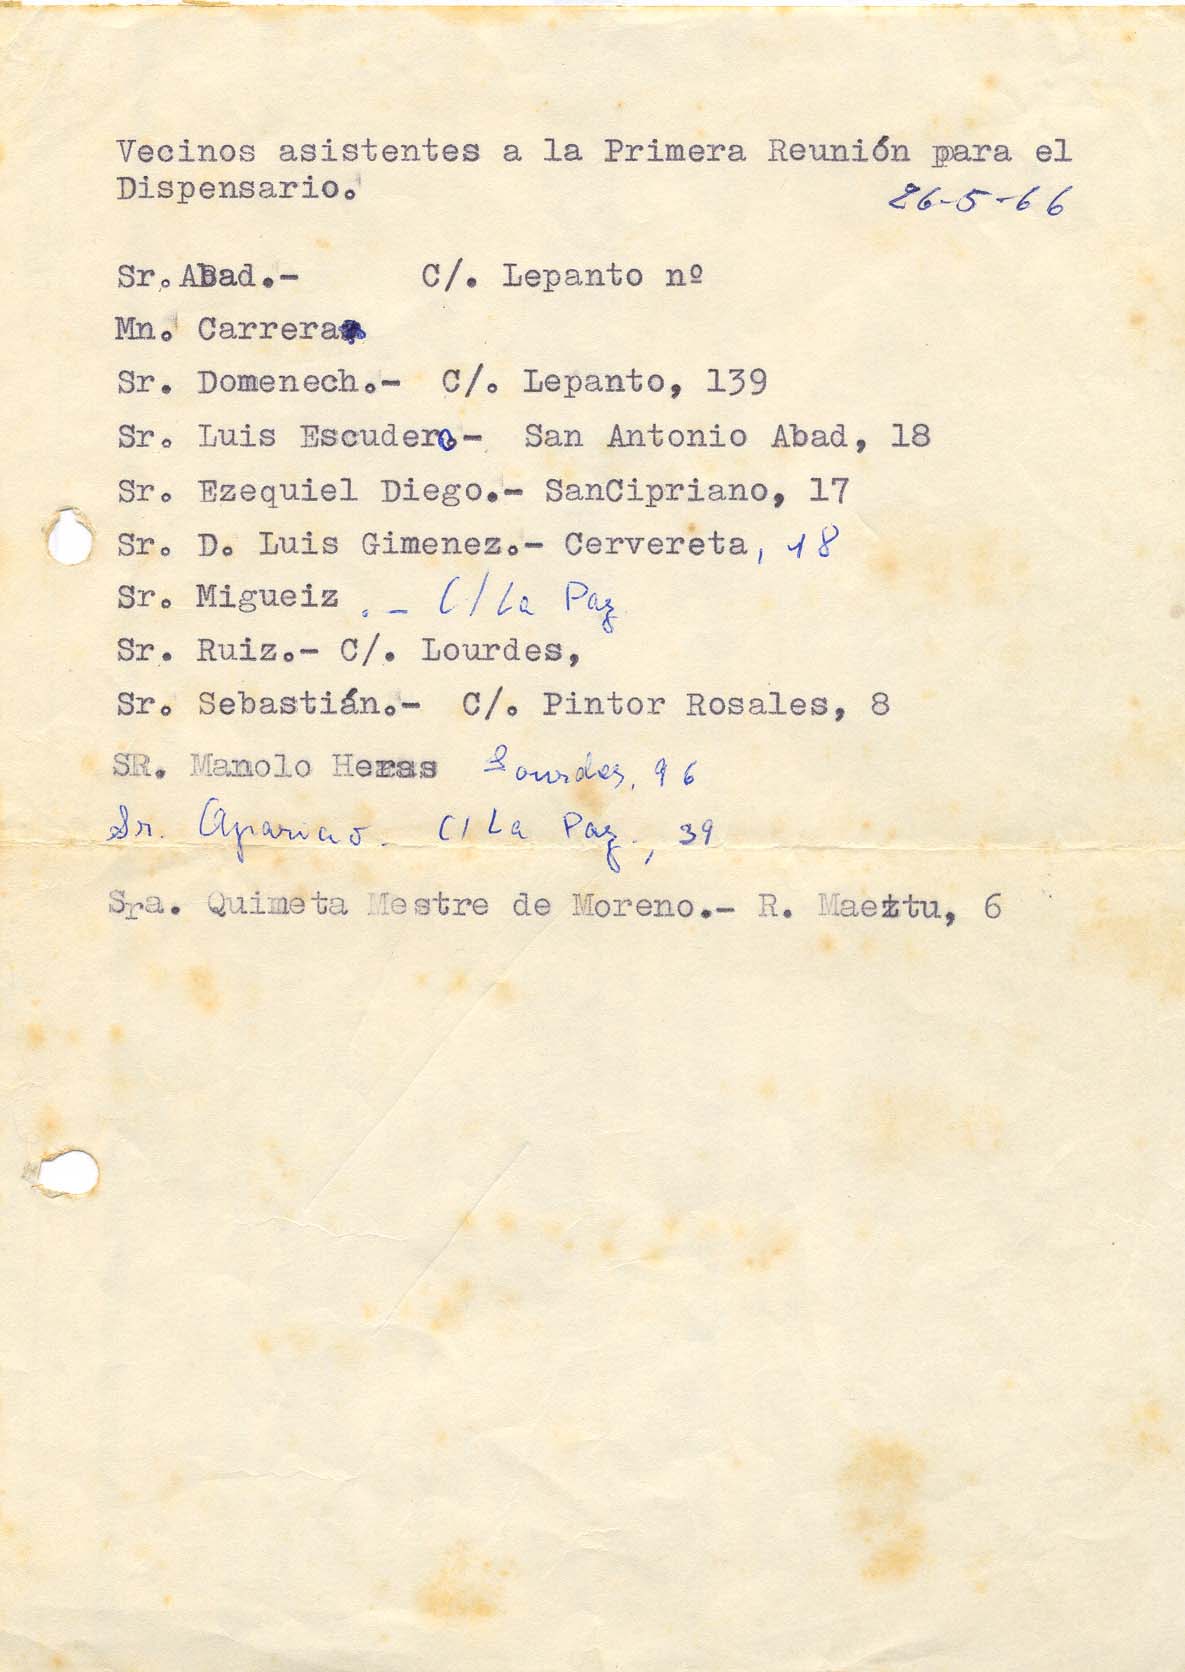 Vecinos asistentes a la Primera Reunión para el
Dispensario.
26-5-66
Sr. Abad.- C/. Lepanto nº
Mn. Carrera
Sr. Domenech.- C/. Lepanto, 139
Sr. Luis Escudero- San Antonio Abad, 18
Sr. Ezequiel Diego.- SanCipriano, 17
Sr. D. Luis Gimenez.- Cervereta, 18
Sr. Migueiz .- C/ La Paz
Sr. Ruiz.- C/. Lourdes,
Sr. Sebastián.- C/. Pintor Rosales, 8
SR. Manolo Heras Lourdes, 96
Sr. Aparicio. C/ La Paz, 39
Sra. Quimeta Mestre de Moreno.- R. Maeztu, 6